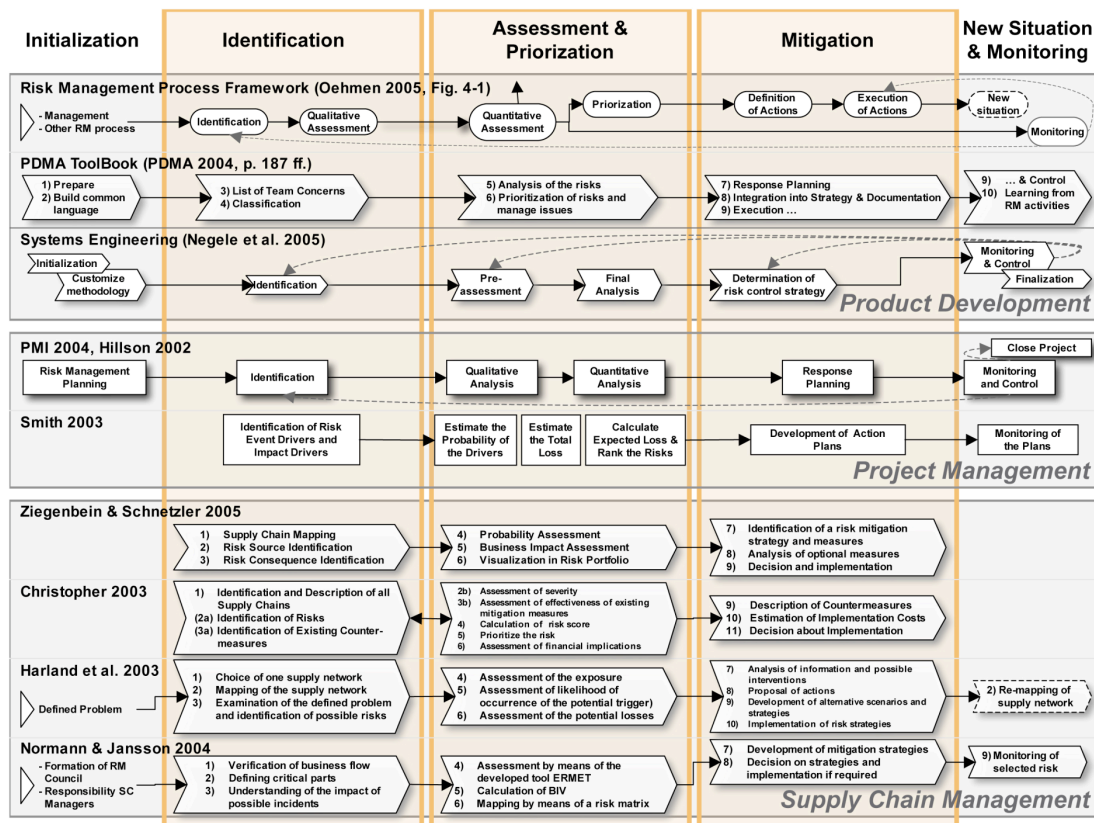 Initialization
Identification
Assessment &
Priorization
Mitigation
New Situation
& Monitoring
Risk Management Process Framework (Oehmen 2005, Fig. 4-1)
- Management
- Other RM process
Identification
Qualitative
Assessment
Quantitative
Assessment
Priorization
Definition
of Actions
Execution
of Actions
New
situation
Monitoring
PDMA ToolBook (PDMA 2004, p. 187 ff.)
1) Prepare
2) Build common
language
3) List of Team Concerns
4) Classification
5) Analysis of the risks
6) Prioritization of risks and
manage issues
7) Response Planning
8) Integration into Strategy & Documentation
9) Execution ...
9) ... & Control
10) Learning from
RM activities
Systems Engineering (Negele et al. 2005)
Initialization
Customize
methodology
Identification
Pre-
assessment
Final
Analysis
Determination of
risk control strategy
Monitoring
& Control
Finalization
Product Development
PMI 2004, Hillson 2002
Risk Management
Planning
Identification
Qualitative
Analysis
Quantitative
Analysis
Response
Planning
Close Project
Monitoring
and Control
Smith 2003
Identification of Risk
Event Drivers and
Impact Drivers
Estimate the
Probability of
the Drivers
Estimate
the Total
Loss
Calculate
Expected Loss &
Rank the Risks
Development of Action
Plans
Monitoring of
the Plans
Project Management
Ziegenbein & Schnetzler 2005
1) Supply Chain Mapping
2) Risk Source Identification
3) Risk Consequence Identification
4) Probability Assessment
5) Business Impact Assessment
6) Visualization in Risk Portfolio
7) Identification of a risk mitigation
strategy and measures
8) Analysis of optional measures
9) Decision and implementation
Christopher 2003
1) Identification and Description of all
Supply Chains
(2a) Identification of Risks
(3a) Identification of Existing Counter-
measures
2b) Assessment of severity
3b) Assessment of effectiveness of existing
mitigation measures
4) Calculation of risk score
5) Prioritize the risk
6) Assessment of financial implications
9) Description of Countermeasures
10) Estimation of Implementation Costs
11) Decision about Implementation
Harland et al. 2003
Defined Problem
1) Choice of one supply network
2) Mapping of the supply network
3) Examination of the defined problem
and identification of possible risks
4) Assessment of the exposure
5) Assessment of likelihood of
occurrence of the potential trigger)
6) Assessment of the potential losses
7) Analysis of information and possible
interventions
8) Proposal of actions
9) Development of alternative scenarios and
strategies
10) Implementation of risk strategies
2) Re-mapping of
supply network
Normann & Jansson 2004
- Formation of RM
Council
- Responsibility SC
Managers
1) Verification of business flow
2) Defining critical parts
3) Understanding of the impact of
possible incidents
4) Assessment by means of the
developed tool ERMET
5) Calculation of BIV
6) Mapping by means of a risk matrix
7) Development of mitigation strategies
8) Decision on strategies and
implementation if required
9) Monitoring of
selected risk
Supply Chain Management